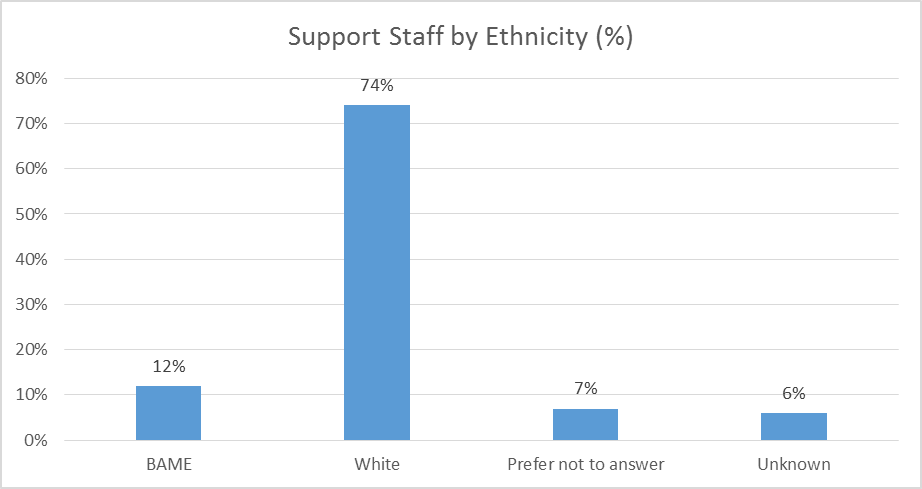 Support Staff by Ethnicity (%)
80%
70%
60%
50%
40%
30%
20%
10%
0%
12%
74%
7%
6%
BAME
White
Prefer not to answer
Unknown